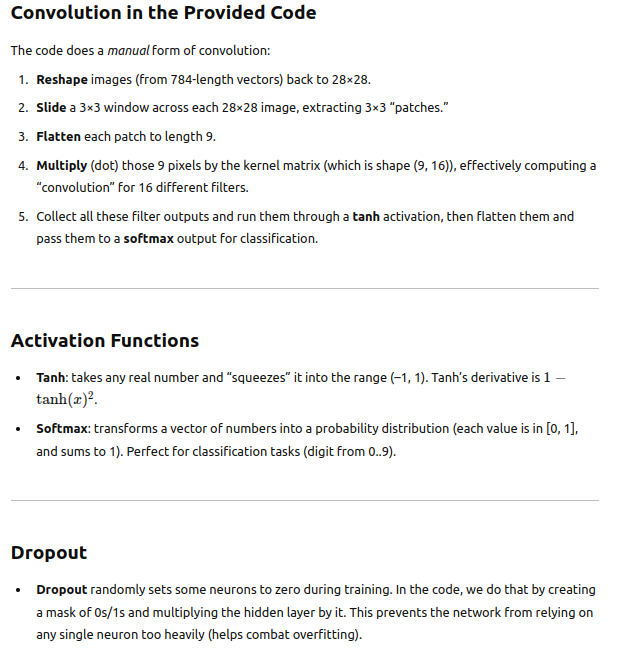 Convolution in the Provided Code
The code does a manual form of convolution:
1. Reshape images (from 784-length vectors) back to 28×28.
2. Slide a 3×3 window across each 28×28 image, extracting 3×3 “patches.”
3. Flatten each patch to length 9.
4. Multiply (dot) those 9 pixels by the kernel matrix (which is shape (9, 16)), effectively computing a
“convolution” for 16 different filters.
5. Collect all these filter outputs and run them through a tanh activation, then flatten them and
pass them to a softmax output for classification.
Activation Functions
• Tanh: takes any real number and “squeezes” it into the range (−1, 1). Tanh’s derivative is 1 −
tanh(x)².
• Softmax: transforms a vector of numbers into a probability distribution (each value is in [0, 1],
and sums to 1). Perfect for classification tasks (digit from 0..9).
Dropout
• Dropout randomly sets some neurons to zero during training. In the code, we do that by creating
a mask of 0s/1s and multiplying the hidden layer by it. This prevents the network from relying on
any single neuron too heavily (helps combat overfitting).